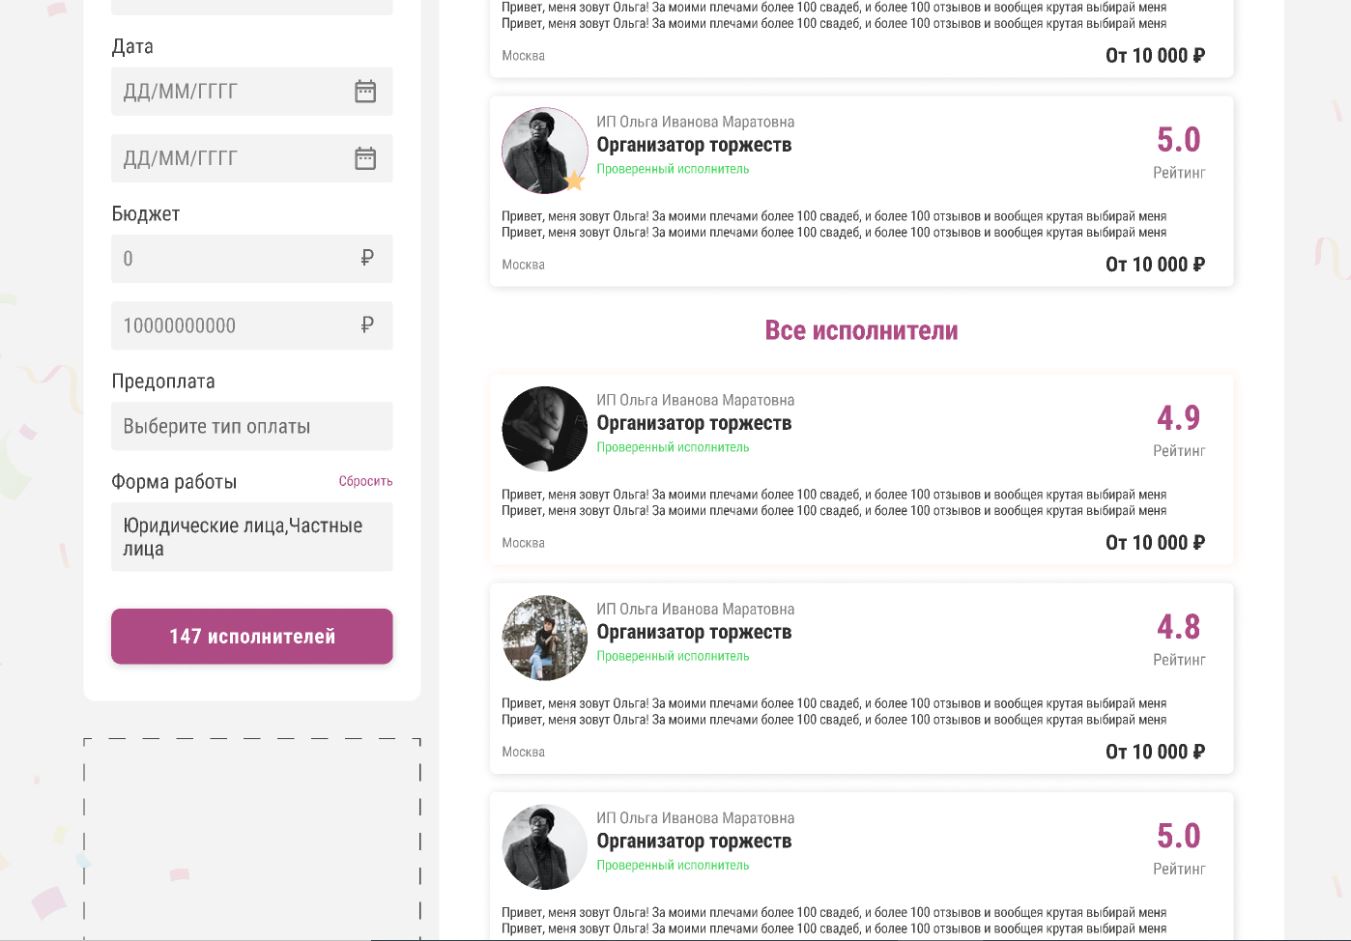 Дата
ДД/ММ/ГГГГ
ДД/ММ/ГГГГ
Бюджет
0 ₽
10000000000 ₽
Предоплата
Выберите тип оплаты
Форма работы Сбросить
Юридические лица,Частные
лица
147 исполнителей
Привет, меня зовут Ольга! За моими плечами более 100 свадеб, и более 100 отзывов и вообщея крутая выбирай меня
Привет, меня зовут Ольга! За моими плечами более 100 свадеб, и более 100 отзывов и вообщея крутая выбирай меня
Москва От 10 000 ₽
ИП Ольга Иванова Маратовна
Организатор торжеств
Проверенный исполнитель
5.0
Рейтинг
Привет, меня зовут Ольга! За моими плечами более 100 свадеб, и более 100 отзывов и вообщея крутая выбирай меня
Привет, меня зовут Ольга! За моими плечами более 100 свадеб, и более 100 отзывов и вообщея крутая выбирай меня
Москва От 10 000 ₽
Все исполнители
ИП Ольга Иванова Маратовна
Организатор торжеств
Проверенный исполнитель
4.9
Рейтинг
Привет, меня зовут Ольга! За моими плечами более 100 свадеб, и более 100 отзывов и вообщея крутая выбирай меня
Привет, меня зовут Ольга! За моими плечами более 100 свадеб, и более 100 отзывов и вообщея крутая выбирай меня
Москва От 10 000 ₽
ИП Ольга Иванова Маратовна
Организатор торжеств
Проверенный исполнитель
4.8
Рейтинг
Привет, меня зовут Ольга! За моими плечами более 100 свадеб, и более 100 отзывов и вообщея крутая выбирай меня
Привет, меня зовут Ольга! За моими плечами более 100 свадеб, и более 100 отзывов и вообщея крутая выбирай меня
Москва От 10 000 ₽
ИП Ольга Иванова Маратовна
Организатор торжеств
Проверенный исполнитель
5.0
Рейтинг
Привет, меня зовут Ольга! За моими плечами более 100 свадеб, и более 100 отзывов и вообщея крутая выбирай меня
Привет, меня зовут Ольга! За моими плечами более 100 свадеб, и более 100 отзывов и вообщея крутая выбирай меня